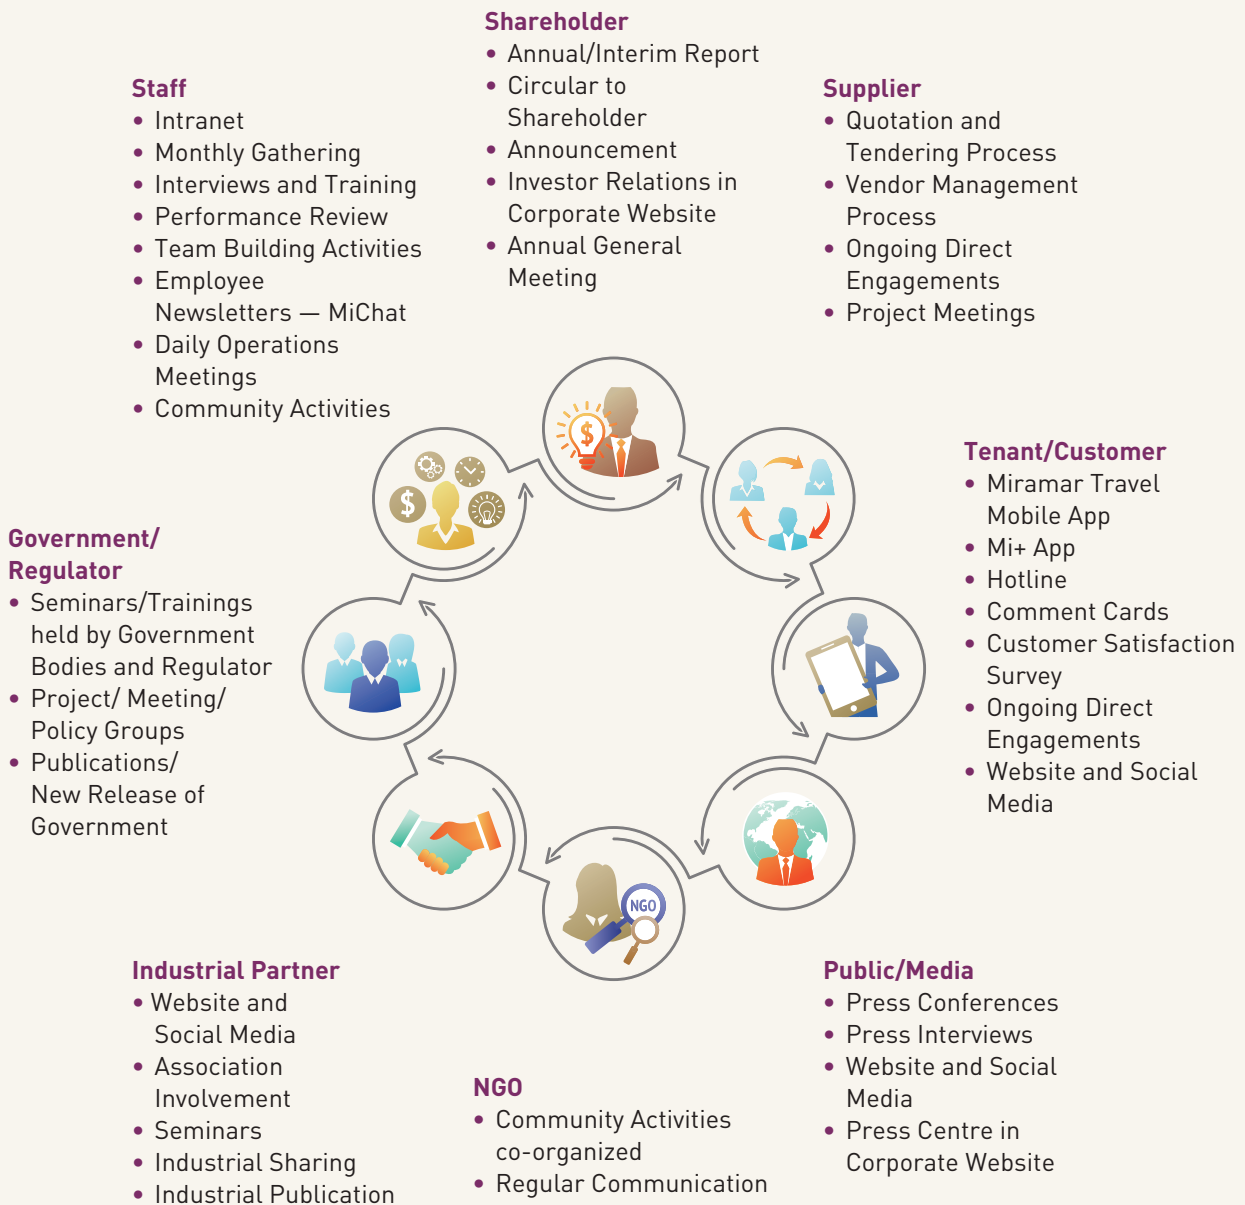 Shareholder
• Annual/Interim Report
• Circular to
Shareholder
• Announcement
• Investor Relations in
Corporate Website
• Annual General
Meeting
Staff
• Intranet
• Monthly Gathering
• Interviews and Training
• Performance Review
• Team Building Activities
• Employee
Newsletters — MiChat
• Daily Operations
Meetings
• Community Activities
Supplier
• Quotation and
Tendering Process
• Vendor Management
Process
• Ongoing Direct
Engagements
• Project Meetings
Tenant/Customer
• Miramar Travel
Mobile App
• Mi+ App
• Hotline
• Comment Cards
• Customer Satisfaction
Survey
• Ongoing Direct
Engagements
• Website and Social
Media
Government/
Regulator
• Seminars/Trainings
held by Government
Bodies and Regulator
• Project/ Meeting/
Policy Groups
• Publications/
New Release of
Government
$
$
NGO
Industrial Partner
• Website and
Social Media
• Association
Involvement
• Seminars
• Industrial Sharing
• Industrial Publication
NGO
• Community Activities
co-organized
• Regular Communication
Public/Media
• Press Conferences
• Press Interviews
• Website and Social
Media
• Press Centre in
Corporate Website